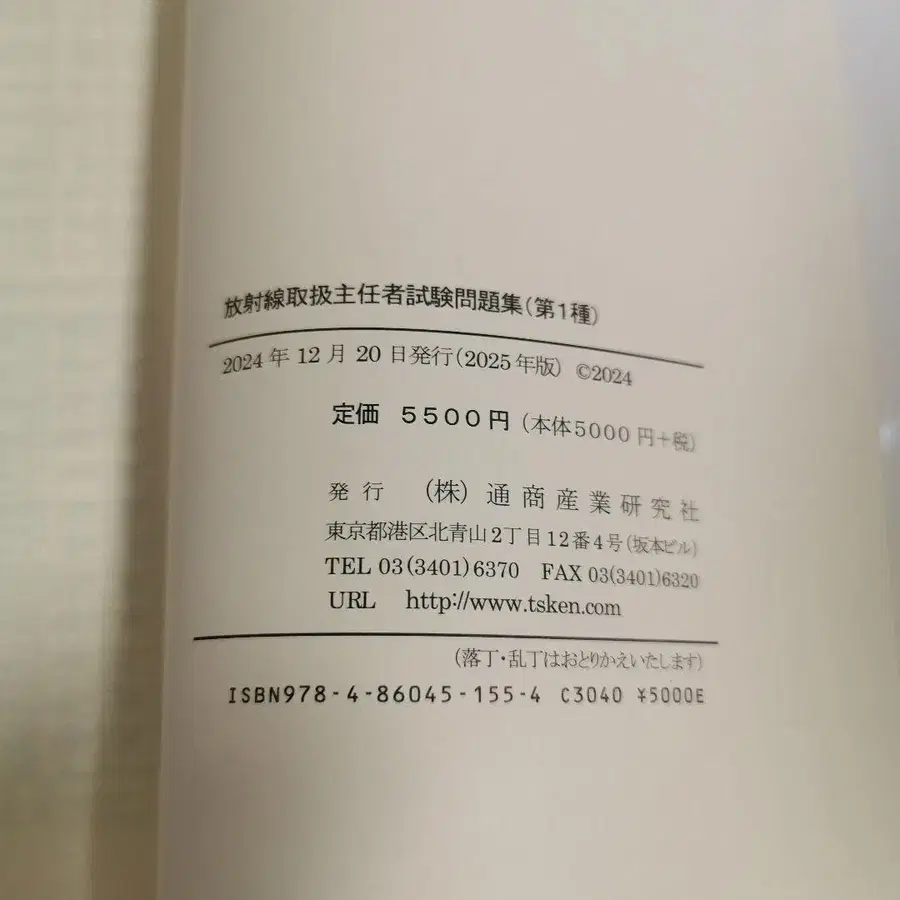 放射線取扱主任者試験問題集(第1種)
2024年12月20日発行(2025年版) ©2024
定価 5500円(本体5000円+税)
発行 (株)通商産業研究社
東京都港区北青山2丁目12番4号(坂本ビル)
TEL 03(3401)6370 FAX 03(3401)6320
URL http://www.tsken.com
(落丁・乱丁はおとりかえいたします)
ISBN978-4-86045-155-4 C3040 ¥5000E